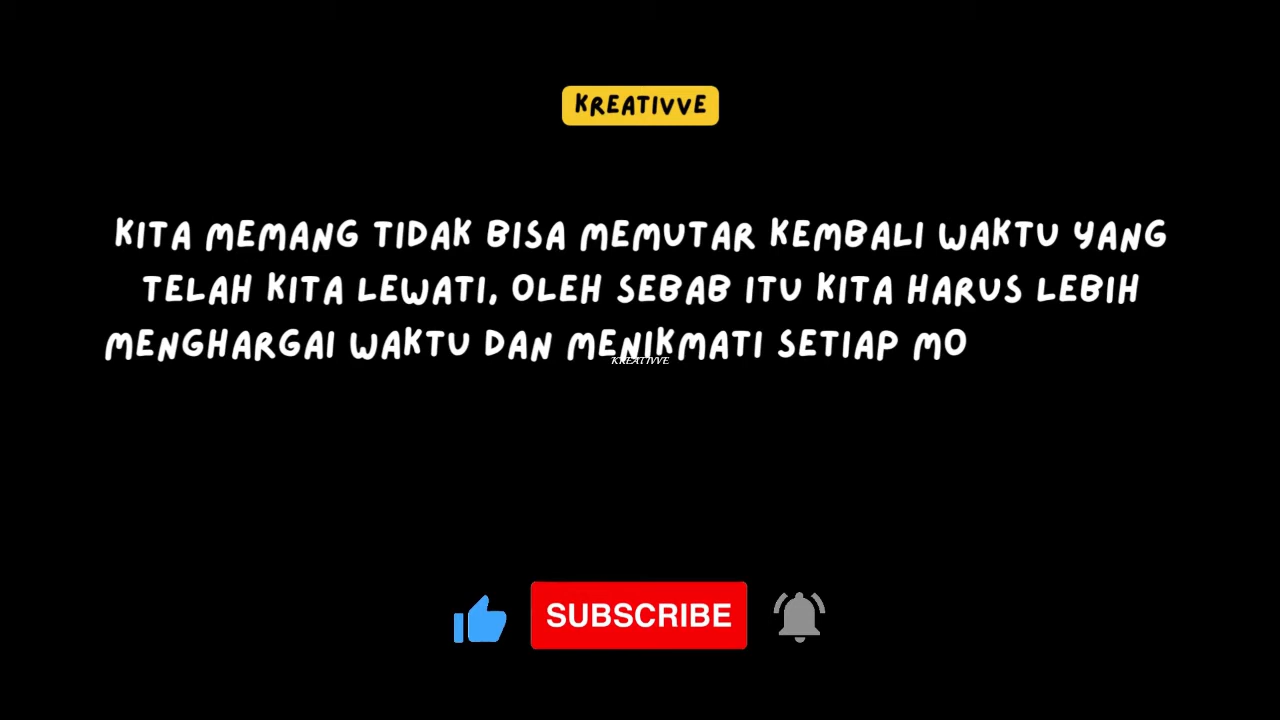 KREATIVVE
KITA MEMANG TIDAK BISA MEMUTAR KEMBALI WAKTU YANG
TELAH KITA LEWATI, OLEH SEBAB ITU KITA HARUS LEBIH
MENGHARGAI WAKTU DAN MENIKMATI SETIAP MO
KREATIVVE
SUBSCRIBE